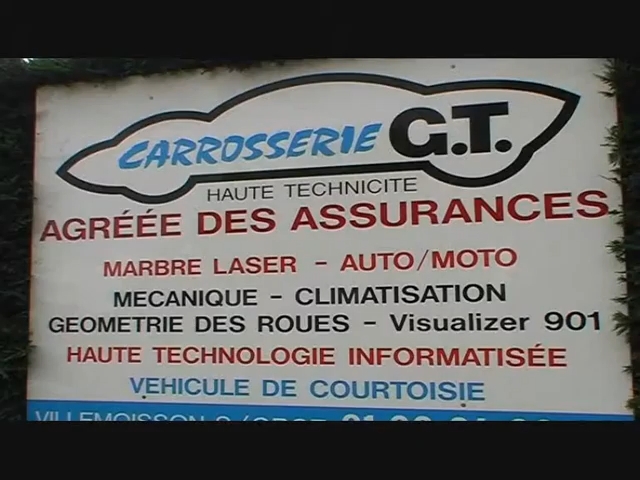 CARROSSERIE G.T.
HAUTE TECHNICITE
AGRÉÉE DES ASSURANCES
MARBRE LASER - AUTO/MOTO
MECANIQUE - CLIMATISATION
GEOMETRIE DES ROUES - Visualizer 901
HAUTE TECHNOLOGIE INFORMATISÉE
VEHICULE DE COURTOISIE
VILLEMOISSON